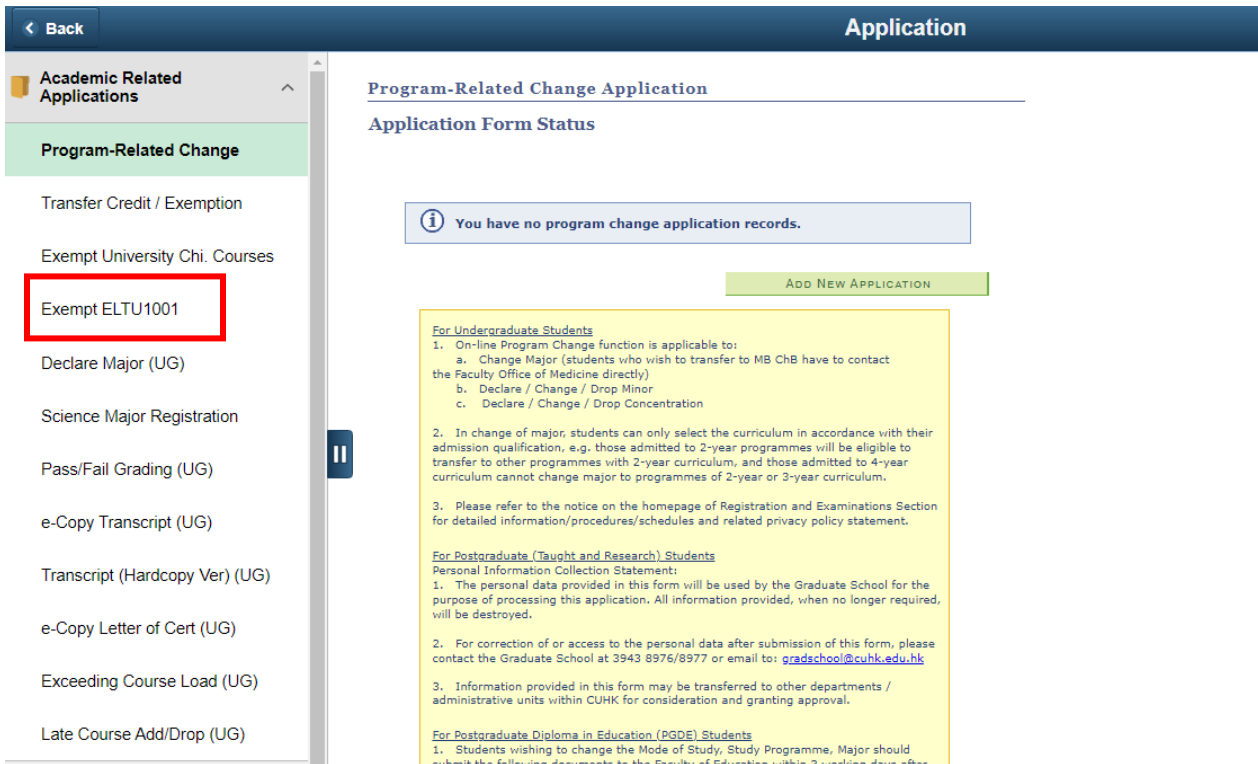 Back
Application
Academic Related
Applications
Program-Related Change
Transfer Credit / Exemption
Exempt University Chi. Courses
Exempt ELTU1001
Declare Major (UG)
Science Major Registration
Pass/Fail Grading (UG)
e-Copy Transcript (UG)
Transcript (Hardcopy Ver) (UG)
e-Copy Letter of Cert (UG)
Exceeding Course Load (UG)
Late Course Add/Drop (UG)
Program-Related Change Application
Application Form Status
You have no program change application records.
ADD NEW APPLICATION
For Undergraduate Students
1. On-line Program Change function is applicable to:
a. Change Major (students who wish to transfer to MB ChB have to contact
the Faculty Office of Medicine directly)
b. Declare / Change / Drop Minor
c. Declare / Change / Drop Concentration
2. In change of major, students can only select the curriculum in accordance with their
admission qualification, e.g. those admitted to 2-year programmes will be eligible to
transfer to other programmes with 2-year curriculum, and those admitted to 4-year
curriculum cannot change major to programmes of 2-year or 3-year curriculum.
3. Please refer to the notice on the homepage of Registration and Examinations Section
for detailed information/procedures/schedules and related privacy policy statement.
For Postgraduate (Taught and Research) Students
Personal Information Collection Statement:
1. The personal data provided in this form will be used by the Graduate School for the
purpose of processing this application. All information provided, when no longer required,
will be destroyed.
2. For correction of or access to the personal data after submission of this form, please
contact the Graduate School at 3943 8976/8977 or email to: gradschool@cuhk.edu.hk
3. Information provided in this form may be transferred to other departments /
administrative units within CUHK for consideration and granting approval.
For Postgraduate Diploma in Education (PGDE) Students
1. Students wishing to change the Mode of Study, Study Programme, Major should
submit the following documents to the Faculty of Education within 3 working days after